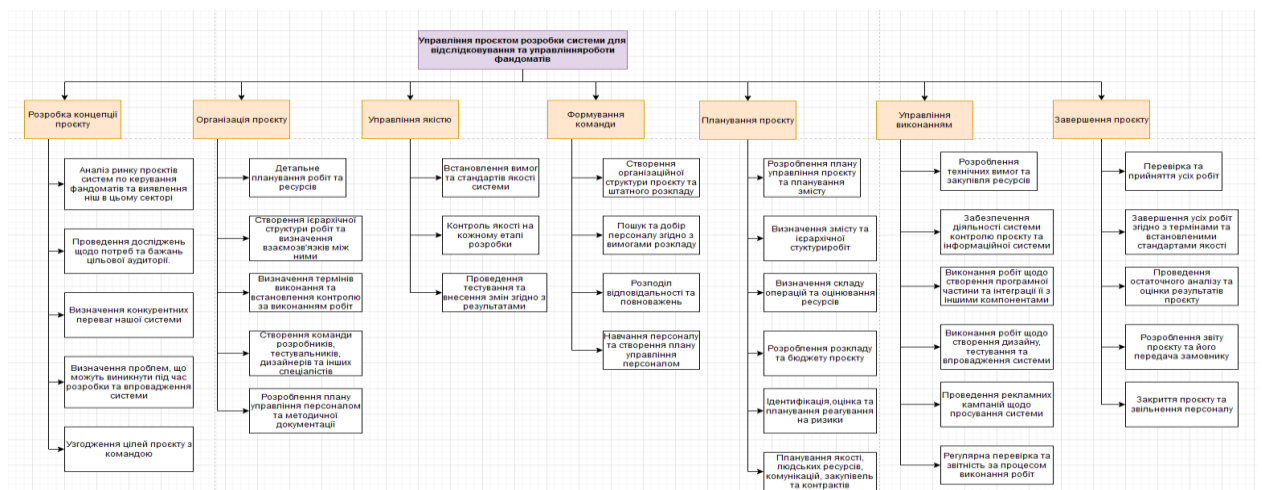 Управління проєктом розробки системи для
відслідковування та управлінняроботи
фандоматів
Розробка концепції
проєкту
Аналіз ринку проєктів
систем по керування
фандоматів та виявлення
ніш в цьому секторі
Проведення досліджень
щодо потреб та бажань
цільової аудиторії.
Визначення конкурентних
переваг нашої системи
Визначення проблем, що
можуть виникнути під час
розробки та впровадження
системи
Узгодження цілей проєкту з
командою
Організація проєкту
Детальне
планування робіт та
ресурсів
Створення ієрархічної
структури робіт та
визначення
взаємозв'язків між
ними
Визначення термінів
виконання та
встановлення контролю
за виконанням робіт
Створення команди
розробників,
тестувальників,
дизайнерів та інших
спеціалістів
Розроблення плану
управління персоналом
та методичної
документації
Управління якістю
Встановлення вимог
та стандартів якості
системи
Контроль якості на
кожному етапі
розробки
Проведення
тестування та
внесення змін згідно з
результатами
Формування
команди
Створення
організаційної
структури проєкту та
штатного розкладу
Пошук та добір
персоналу згідно з
вимогами розкладу
Розподіл
відповідальності та
повноважень
Навчання персоналу
та створення плану
управління
персоналом
Планування проєкту
Розроблення плану
управління проєкту
та планування
змісту
Визначення змісту та
ієрархічної
стуктуриробіт
Визначення складу
операцій та оцінювання
ресурсів
Розроблення розкладу
та бюджету проєкту
Ідентифікація,оцінка та
планування реагування
на ризики
Планування якості,
людських ресурсів,
комунікацій, закупівель
та контрактів
Управління
виконанням
Розроблення
технічних вимог та
закупівля ресурсів
Забезпечення
діяльності системи
контролю проєкту та
інформаційної системи
Виконання робіт щодо
створення програмної
частини та інтеграції її з
іншими компонентами
Виконання робіт щодо
створення дизайну,
тестування та
впровадження системи
Проведення рекламних
кампаній щодо
просування системи
Регулярна перевірка та
звітність за процесом
виконання робіт
Завершення проєкту
Перевірка та
прийняття усіх робіт
Завершення усіх робіт
згідно з термінами та
встановленими
стандартами якості
Проведення
остаточного аналізу та
оцінки результатів
проєкту
Розроблення звіту
проєкту та його
передача замовнику
Закриття проєкту та
звільнення персоналу